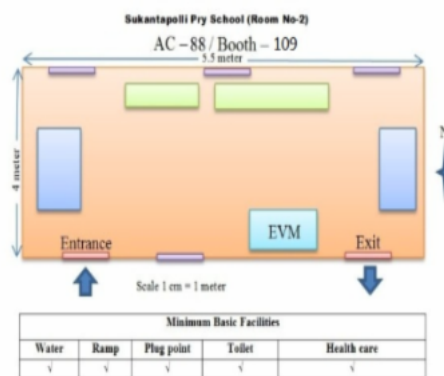 Sukantapolli Pry School (Room No-2)
AC – 88 / Booth – 109
5.5 meter
4 meter
N
EVM
Entrance
Exit
Scale 1 cm = 1 meter
Minimum Basic Facilities
Water Ramp Plug point Toilet Health care
√ √ √ √ √